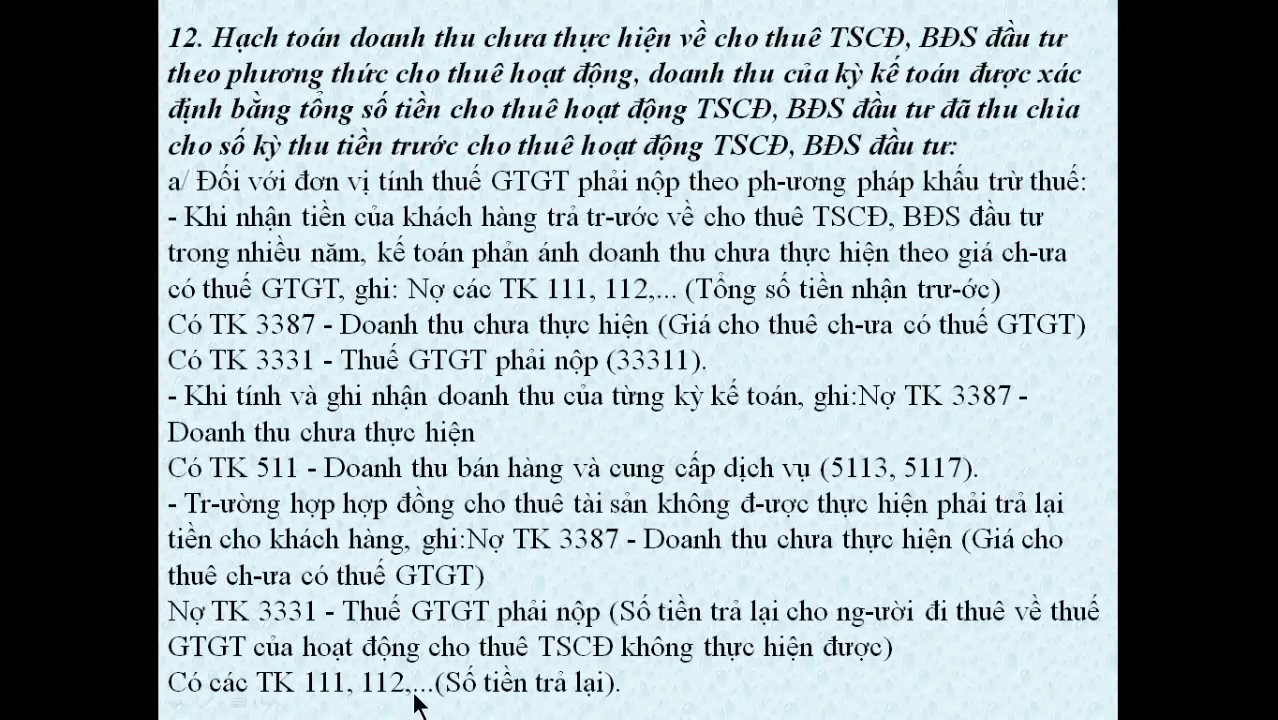 12. Hạch toán doanh thu chưa thực hiện về cho thuê TSCĐ, BĐS đầu tư
theo phương thức cho thuê hoạt động, doanh thu của kỳ kế toán được xác
định bằng tổng số tiền cho thuê hoạt động TSCĐ, BĐS đầu tư đã thu chia
cho số kỳ thu tiền trước cho thuê hoạt động TSCĐ, BĐS đầu tư:
a/ Đối với đơn vị tính thuế GTGT phải nộp theo ph-ương pháp khấu trừ thuế:
- Khi nhận tiền của khách hàng trả tr-ước về cho thuê TSCĐ, BĐS đầu tư
trong nhiều năm, kế toán phản ánh doanh thu chưa thực hiện theo giá ch-ưa
có thuế GTGT, ghi: Nợ các TK 111, 112,... (Tổng số tiền nhận trư-ớc)
Có TK 3387 - Doanh thu chưa thực hiện (Giá cho thuê ch-ưa có thuế GTGT)
Có TK 3331 - Thuế GTGT phải nộp (33311).
- Khi tính và ghi nhận doanh thu của từng kỳ kế toán, ghi:Nợ TK 3387 -
Doanh thu chưa thực hiện
Có TK 511 - Doanh thu bán hàng và cung cấp dịch vụ (5113, 5117).
- Tr-ường hợp hợp đồng cho thuê tài sản không đ-ược thực hiện phải trả lại
tiền cho khách hàng, ghi:Nợ TK 3387 - Doanh thu chưa thực hiện (Giá cho
thuê ch-ưa có thuế GTGT)
Nợ TK 3331 - Thuế GTGT phải nộp (Số tiền trả lại cho ng-ười đi thuê về thuế
GTGT của hoạt động cho thuê TSCĐ không thực hiện được)
Có các TK 111, 112,...(Số tiền trả lại).